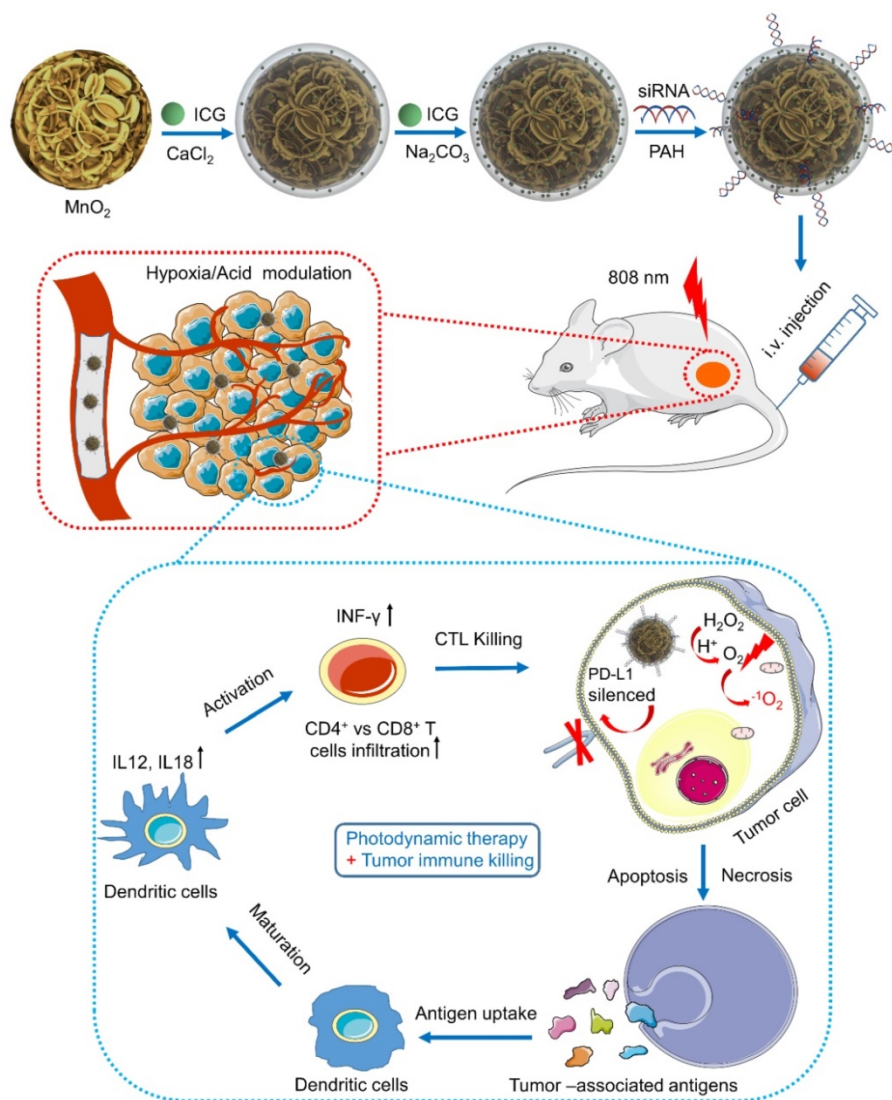 MnO₂
ICG
CaCl₂
ICG
Na₂CO₃
siRNA
PAH
Hypoxia/Acid modulation
808 nm
i.v. injection
INF-γ
CD4⁺ vs CD8⁺ T
cells infiltration
CTL Killing
Activation
IL12, IL18
Dendritic cells
Maturation
Photodynamic therapy
+ Tumor immune killing
PD-L1
silenced
H₂O₂
H⁺
O₂
-¹O₂
Tumor cell
Apoptosis
Necrosis
Antigen uptake
Dendritic cells
Tumor –associated antigens